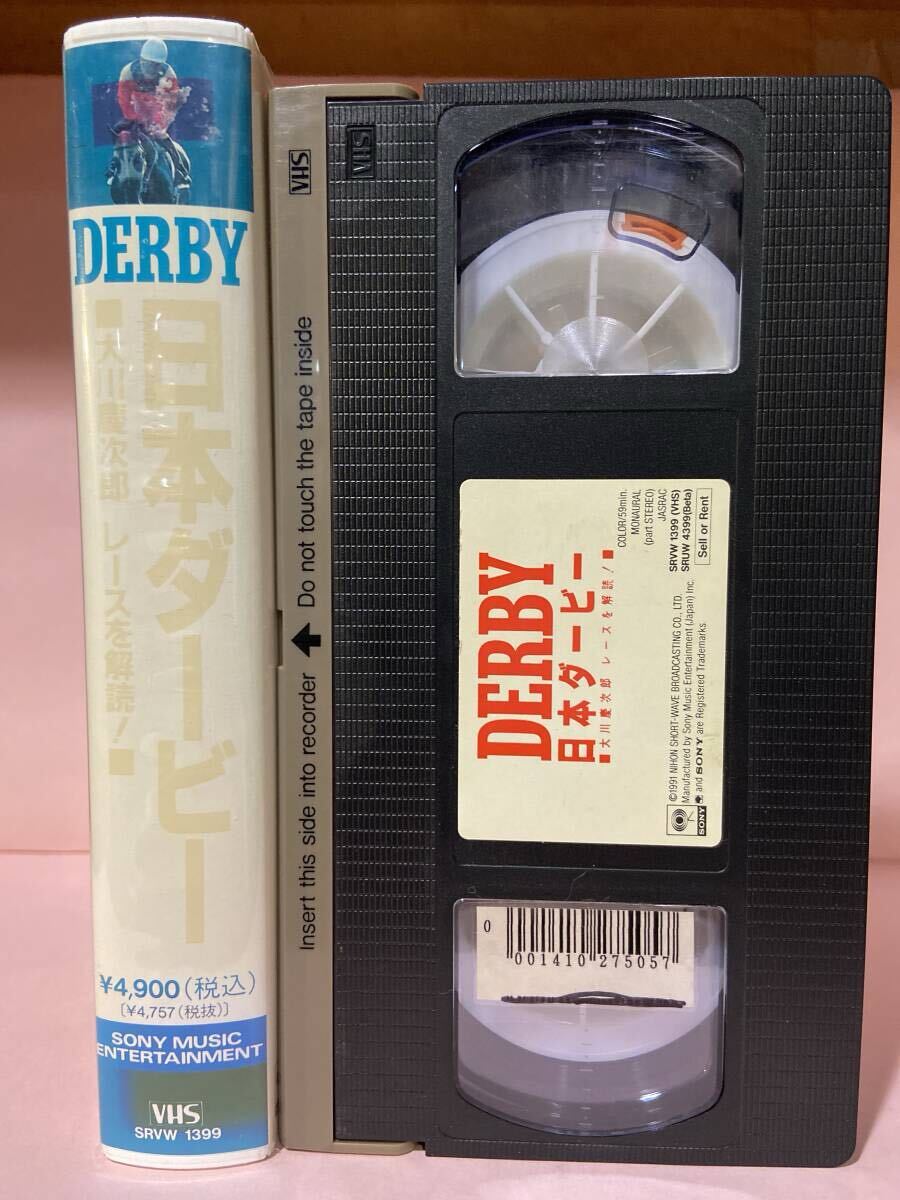 DERBY
日本ダービー
■大川慶次郎 レースを解読!■
¥4,900(税込)
[¥4,757(税抜)]
SONY MUSIC
ENTERTAINMENT
VHS
SRVW 1399
VHS
Insert this side into recorder ↑ Do not touch the tape inside
VHS
DERBY
日本ダービー
■大川慶次郎 レースを解読!■
COLOR/59min.
MONAURAL
(part STEREO)
JASRAC
SRVW 1399 (VHS)
SRUW 4399(Beta)
Sell or Rent
©1991 NIHON SHORT-WAVE BROADCASTING CO., LTD.
Manufactured by Sony Music Entertainment (Japan) Inc.
and SONY are Registered Trademarks.
SONY
0
001410 275057